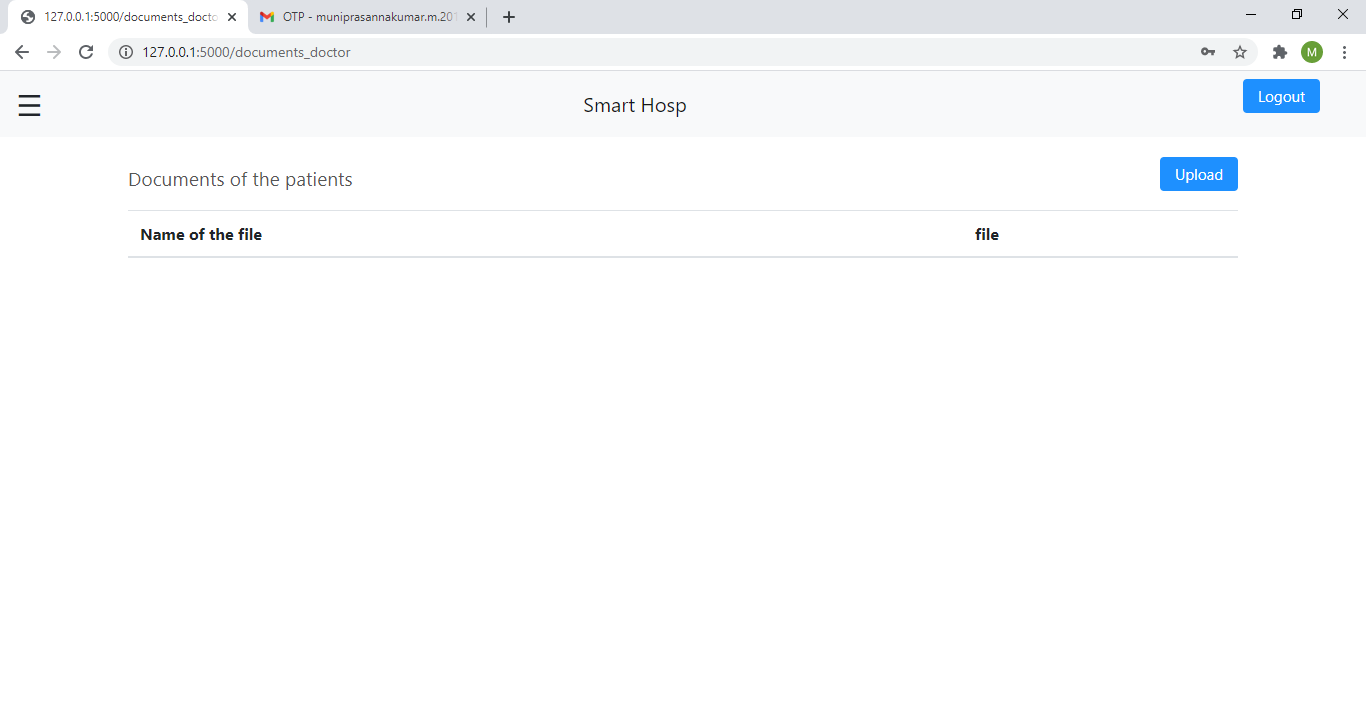 127.0.0.1:5000/documents_docto
OTP - muniprasannakumar.m.201
127.0.0.1:5000/documents_doctor
M
Smart Hosp
Logout
Documents of the patients
Upload
Name of the file file